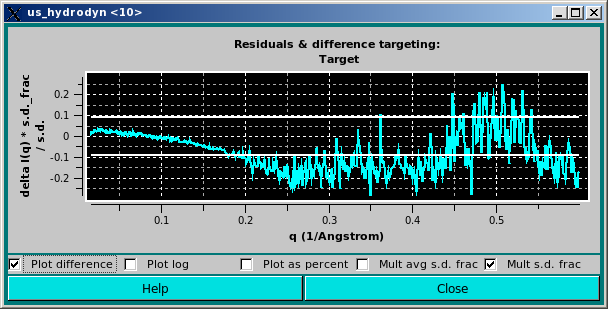 us_hydrodyn <10>
Residuals & difference targeting:
Target
delta I(q) * s.d._frac
/ s.d.
0.2
0.1
0
-0.1
-0.2
0.1 0.2 0.3 0.4 0.5
q (1/Angstrom)
Plot difference Plot log Plot as percent Mult avg s.d. frac Mult s.d. frac
Help Close